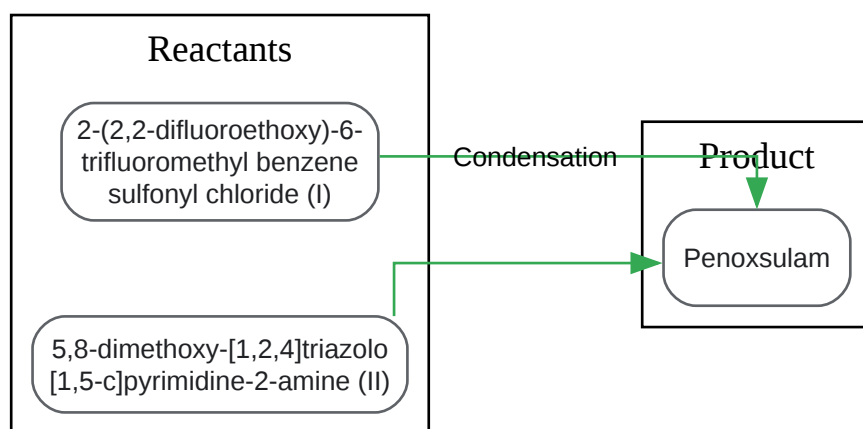 Reactants
2-(2,2-difluoroethoxy)-6-
trifluoromethyl benzene
sulfonyl chloride (I)
Condensation
Product
Penoxsulam
5,8-dimethoxy-[1,2,4]triazolo
[1,5-c]pyrimidine-2-amine (II)